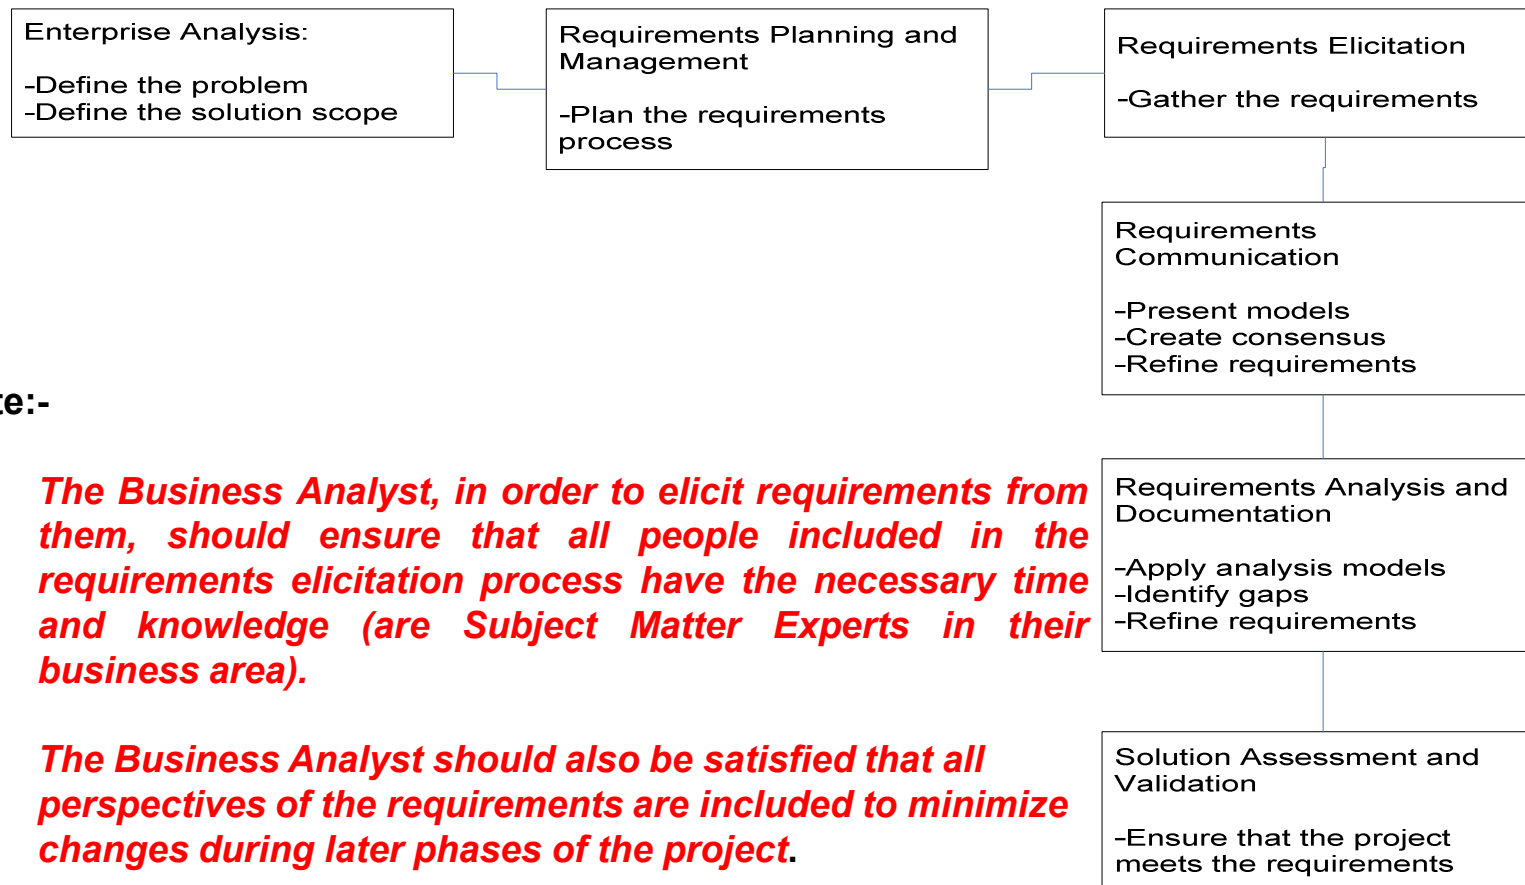 Enterprise Analysis:
-Define the problem
-Define the solution scope
Requirements Planning and
Management
-Plan the requirements
process
Requirements Elicitation
-Gather the requirements
Requirements
Communication
-Present models
-Create consensus
-Refine requirements
te:-
The Business Analyst, in order to elicit requirements from
them, should ensure that all people included in the
requirements elicitation process have the necessary time
and knowledge (are Subject Matter Experts in their
business area).
The Business Analyst should also be satisfied that all
perspectives of the requirements are included to minimize
changes during later phases of the project.
Requirements Analysis and
Documentation
-Apply analysis models
-Identify gaps
-Refine requirements
Solution Assessment and
Validation
-Ensure that the project
meets the requirements